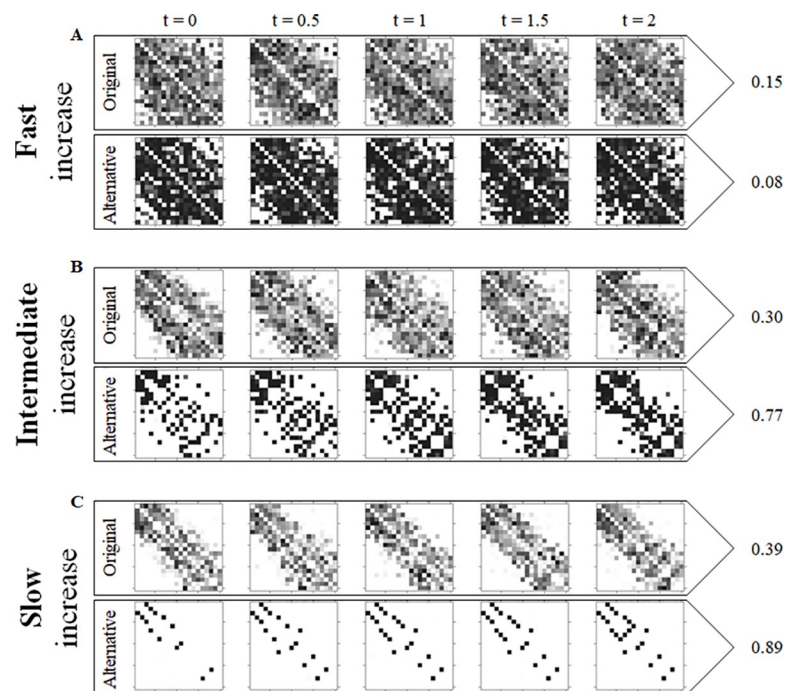 t = 0 t = 0.5 t = 1 t = 1.5 t = 2
A
Fast
increase
Original
0.15
Alternative
0.08
B
Intermediate
increase
Original
0.30
Alternative
0.77
C
Slow
increase
Original
0.39
Alternative
0.89